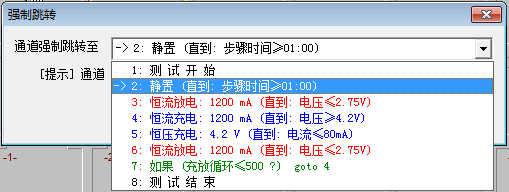 强制跳转
通道强制跳转至
-> 2: 静置 (直到: 步骤时间≥01:00)
[提示] 通道
1: 测 试 开 始
-> 2: 静置 (直到: 步骤时间≥01:00)
3: 恒流放电: 1200 mA (直到: 电压≤2.75V)
4: 恒流充电: 1200 mA (直到: 电压≥4.2V)
5: 恒压充电: 4.2 V (直到: 电流≤80mA)
6: 恒流放电: 1200 mA (直到: 电压≤2.75V)
7: 如果 (充放循环≤500 ?) goto 4
8: 测 试 结 束
-1-
-2